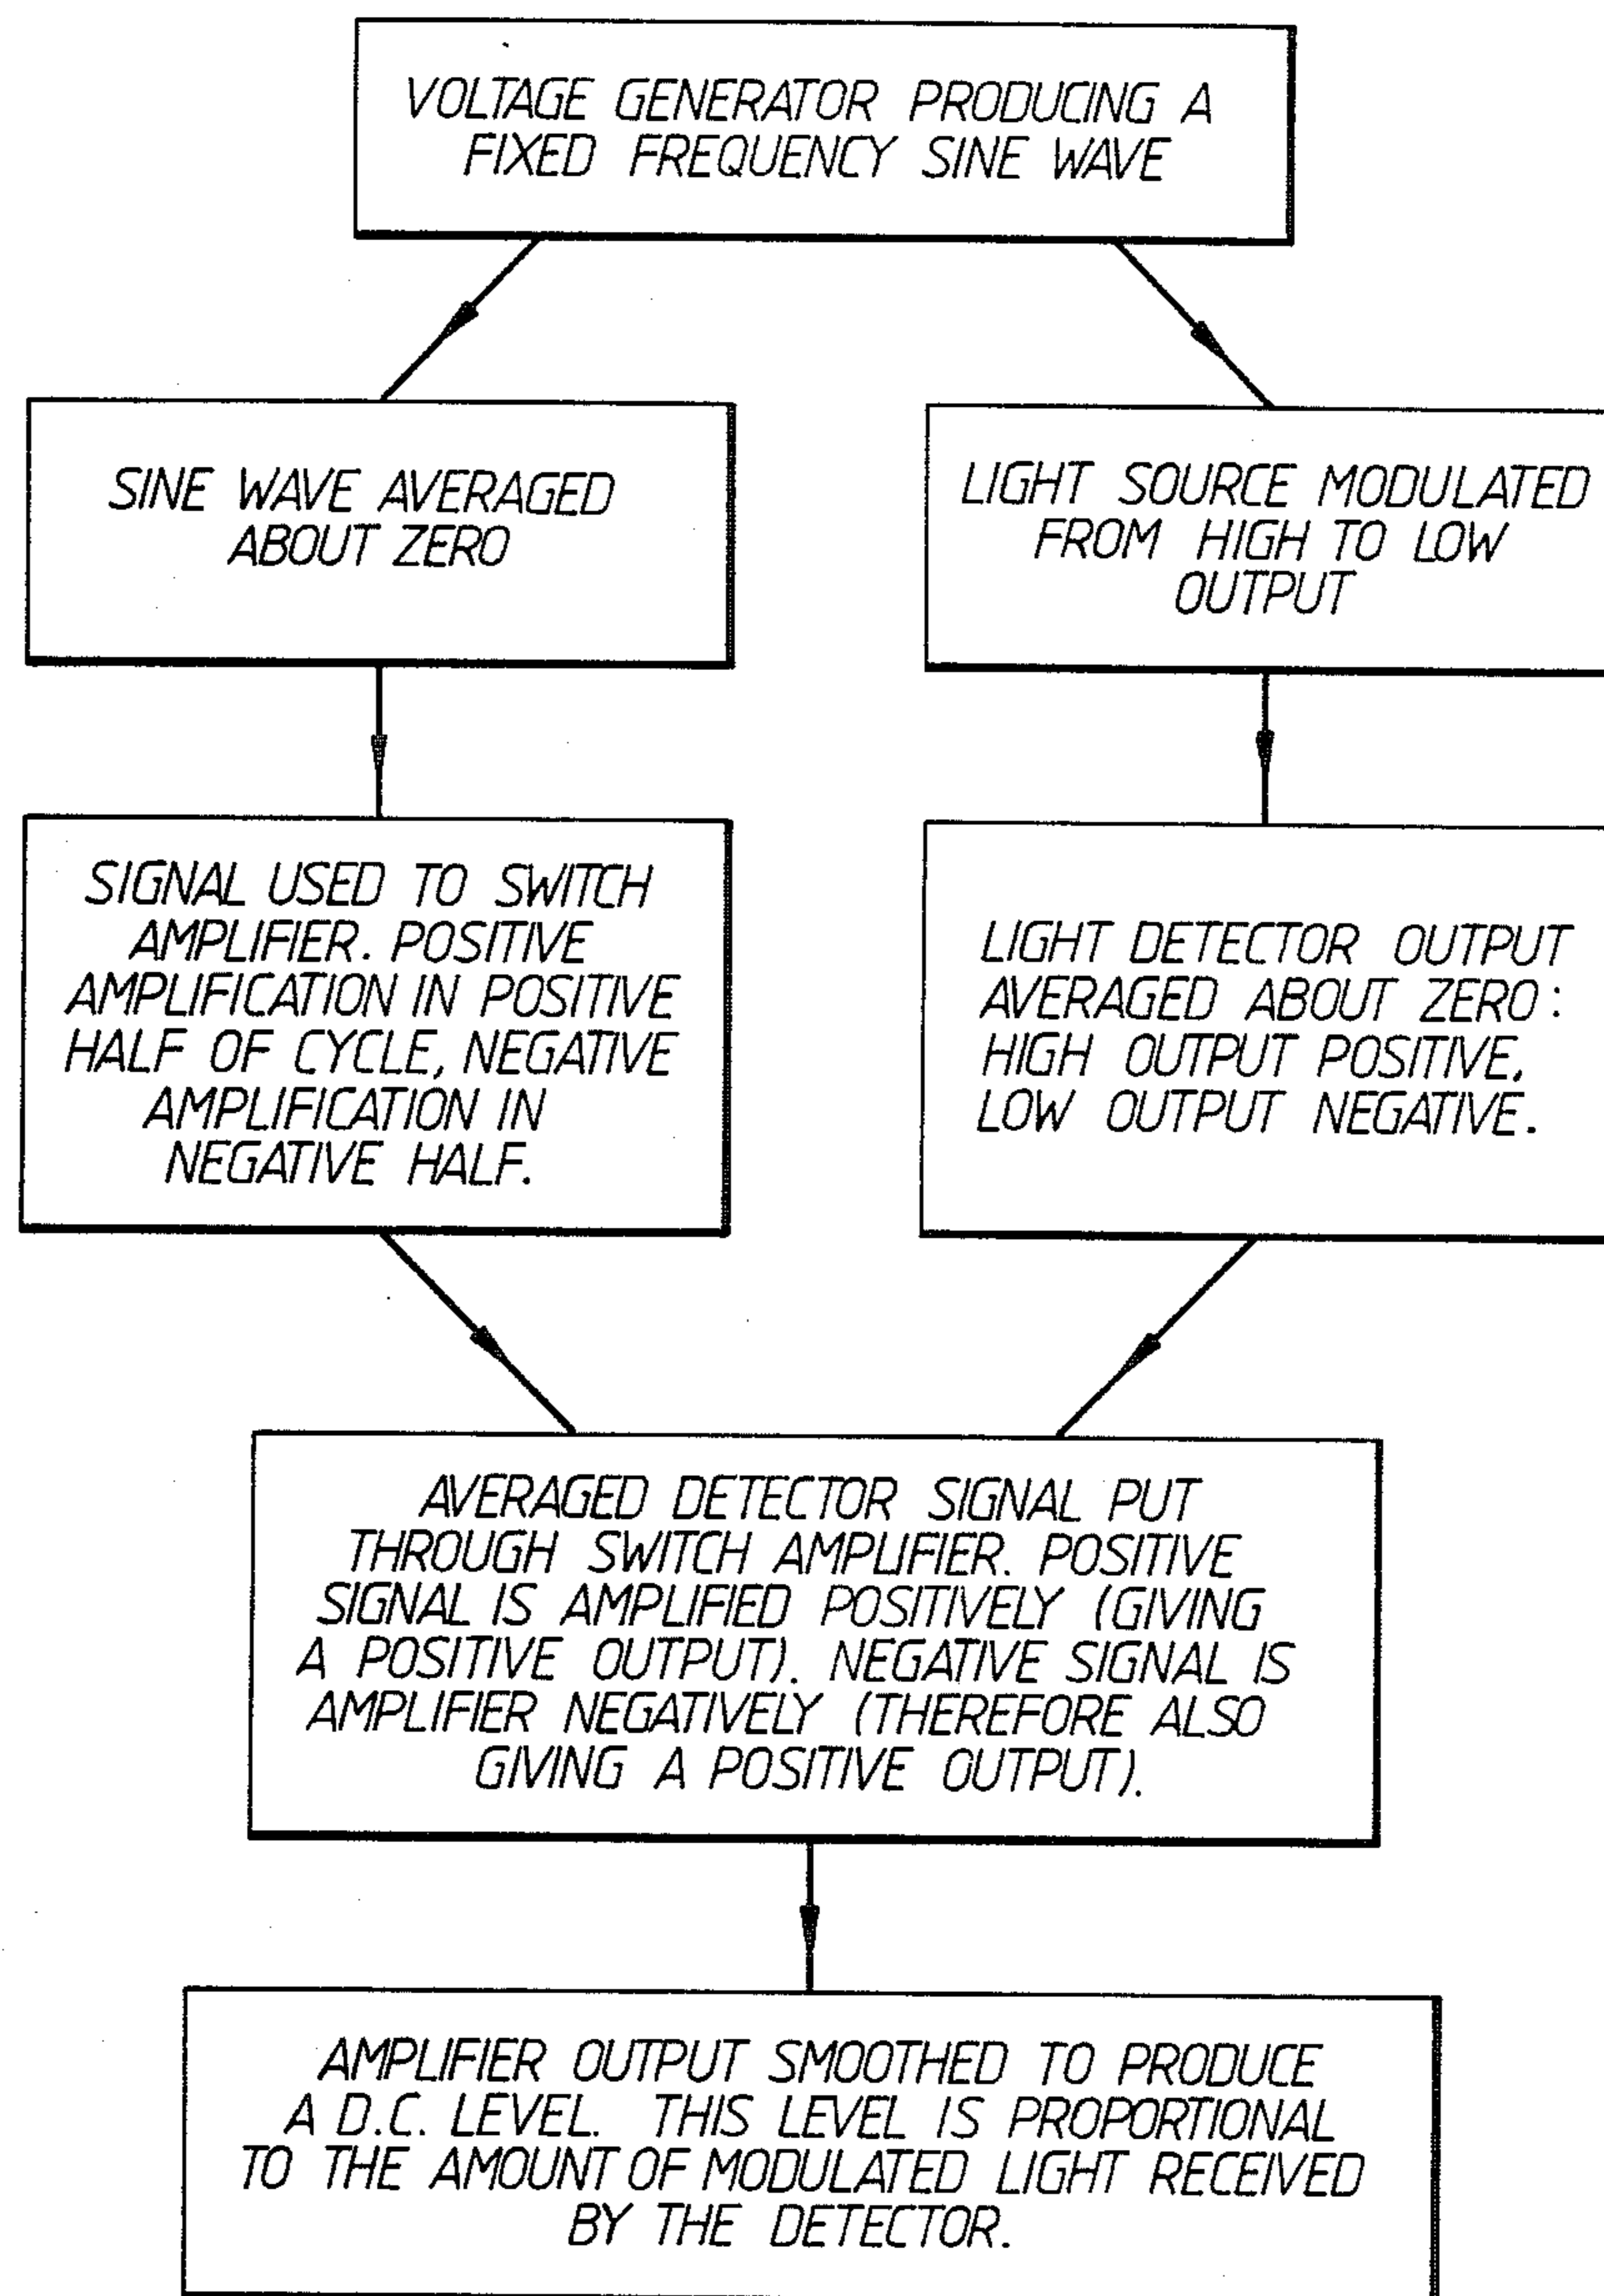 VOLTAGE GENERATOR PRODUCING A
FIXED FREQUENCY SINE WAVE
SINE WAVE AVERAGED
ABOUT ZERO
LIGHT SOURCE MODULATED
FROM HIGH TO LOW
OUTPUT
SIGNAL USED TO SWITCH
AMPLIFIER. POSITIVE
AMPLIFICATION IN POSITIVE
HALF OF CYCLE, NEGATIVE
AMPLIFICATION IN
NEGATIVE HALF.
LIGHT DETECTOR OUTPUT
AVERAGED ABOUT ZERO:
HIGH OUTPUT POSITIVE,
LOW OUTPUT NEGATIVE.
AVERAGED DETECTOR SIGNAL PUT
THROUGH SWITCH AMPLIFIER. POSITIVE
SIGNAL IS AMPLIFIED POSITIVELY (GIVING
A POSITIVE OUTPUT). NEGATIVE SIGNAL IS
AMPLIFIER NEGATIVELY (THEREFORE ALSO
GIVING A POSITIVE OUTPUT).
AMPLIFIER OUTPUT SMOOTHED TO PRODUCE
A D.C. LEVEL. THIS LEVEL IS PROPORTIONAL
TO THE AMOUNT OF MODULATED LIGHT RECEIVED
BY THE DETECTOR.